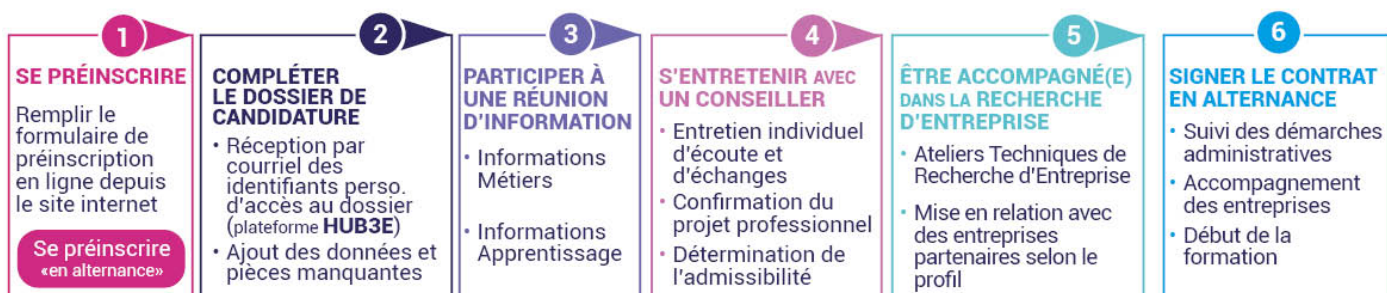 1
SE PRÉINSCRIRE
Remplir le
formulaire de
préinscription
en ligne depuis
le site internet
Se préinscrire
«en alternance»
2
COMPLÉTER
LE DOSSIER DE
CANDIDATURE
• Réception par
courriel des
identifiants perso.
d'accès au dossier
(plateforme HUB3E)
• Ajout des données et
pièces manquantes
3
PARTICIPER À
UNE RÉUNION
D'INFORMATION
• Informations
Métiers
• Informations
Apprentissage
4
S'ENTRETENIR AVEC
UN CONSEILLER
• Entretien individuel
d'écoute et
d'échanges
• Confirmation du
projet professionnel
• Détermination de
l'admissibilité
5
ÊTRE ACCOMPAGNÉ(E)
DANS LA RECHERCHE
D'ENTREPRISE
• Ateliers Techniques de
Recherche d'Entreprise
• Mise en relation avec
des entreprises
partenaires selon le
profil
6
SIGNER LE CONTRAT
EN ALTERNANCE
• Suivi des démarches
administratives
• Accompagnement
des entreprises
• Début de la
formation